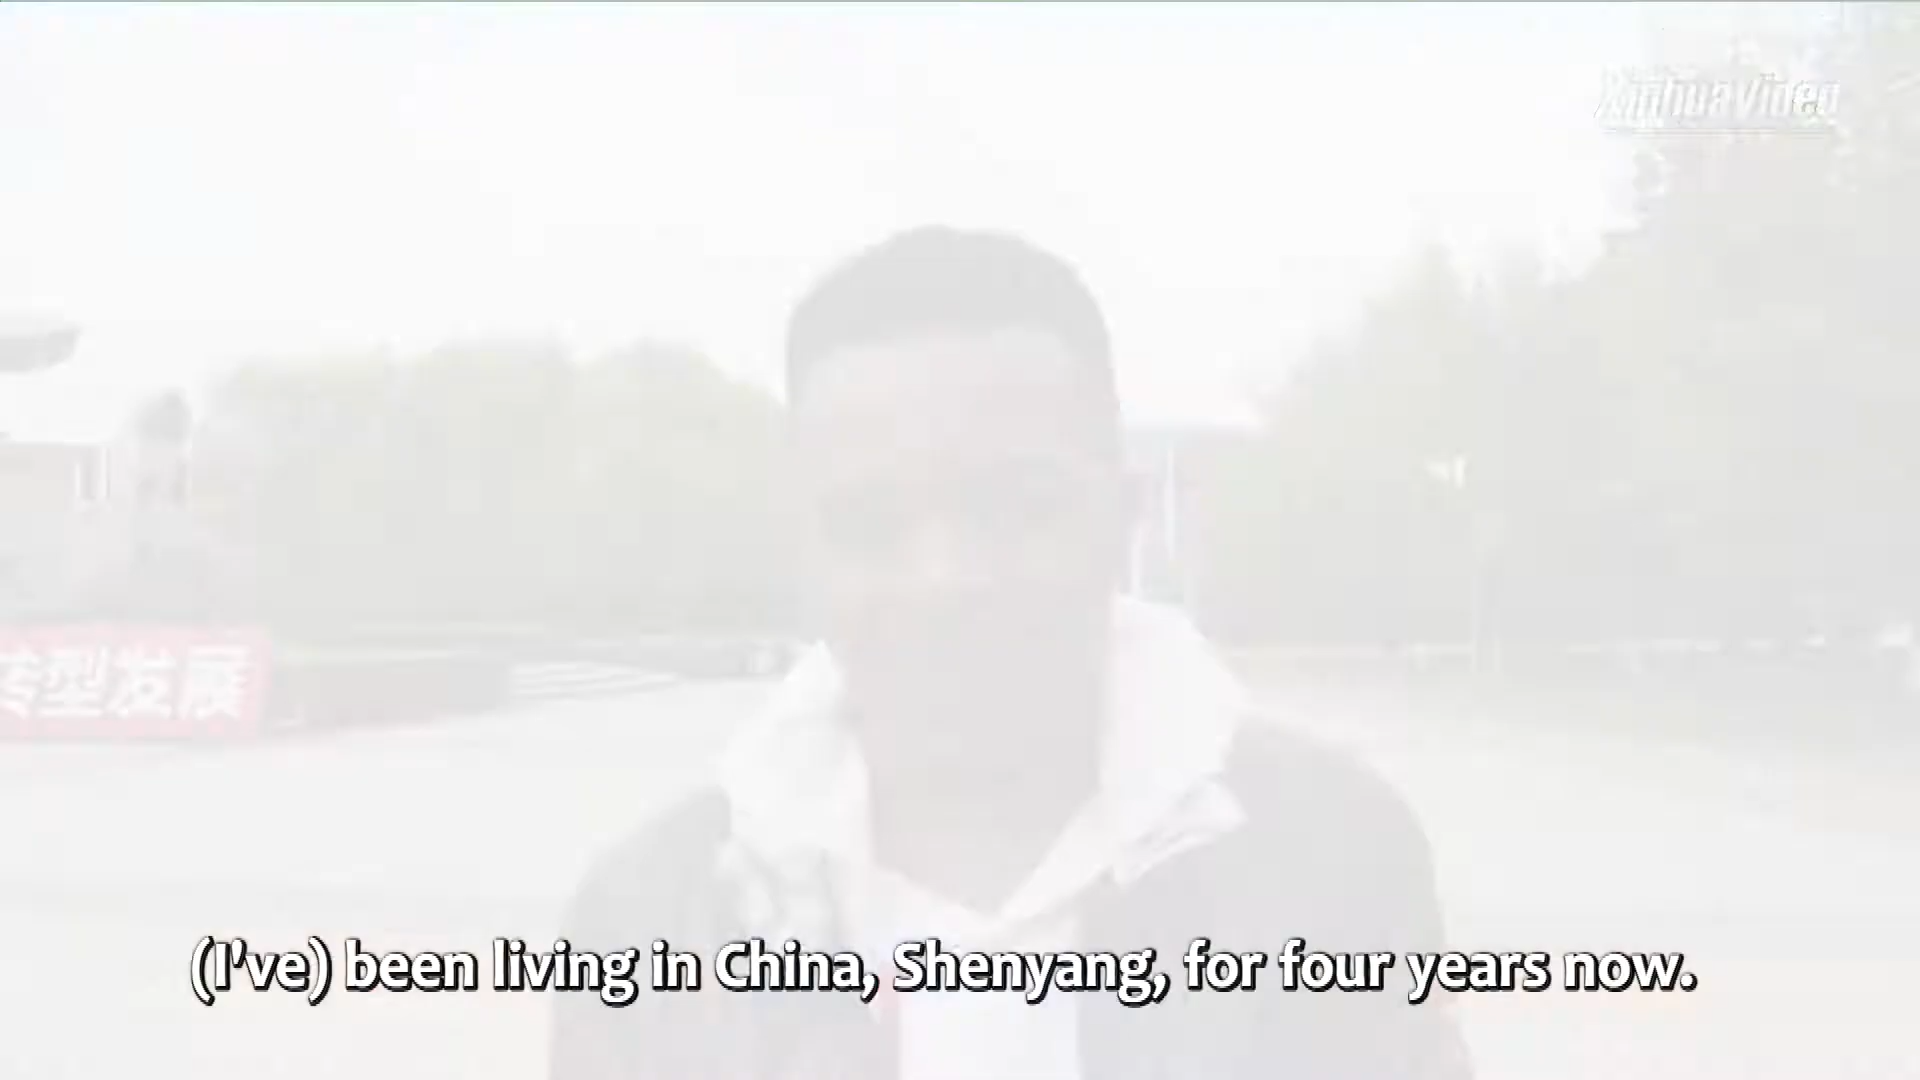 Xinhua Video
转型发展
(I've) been living in China, Shenyang, for four years now.